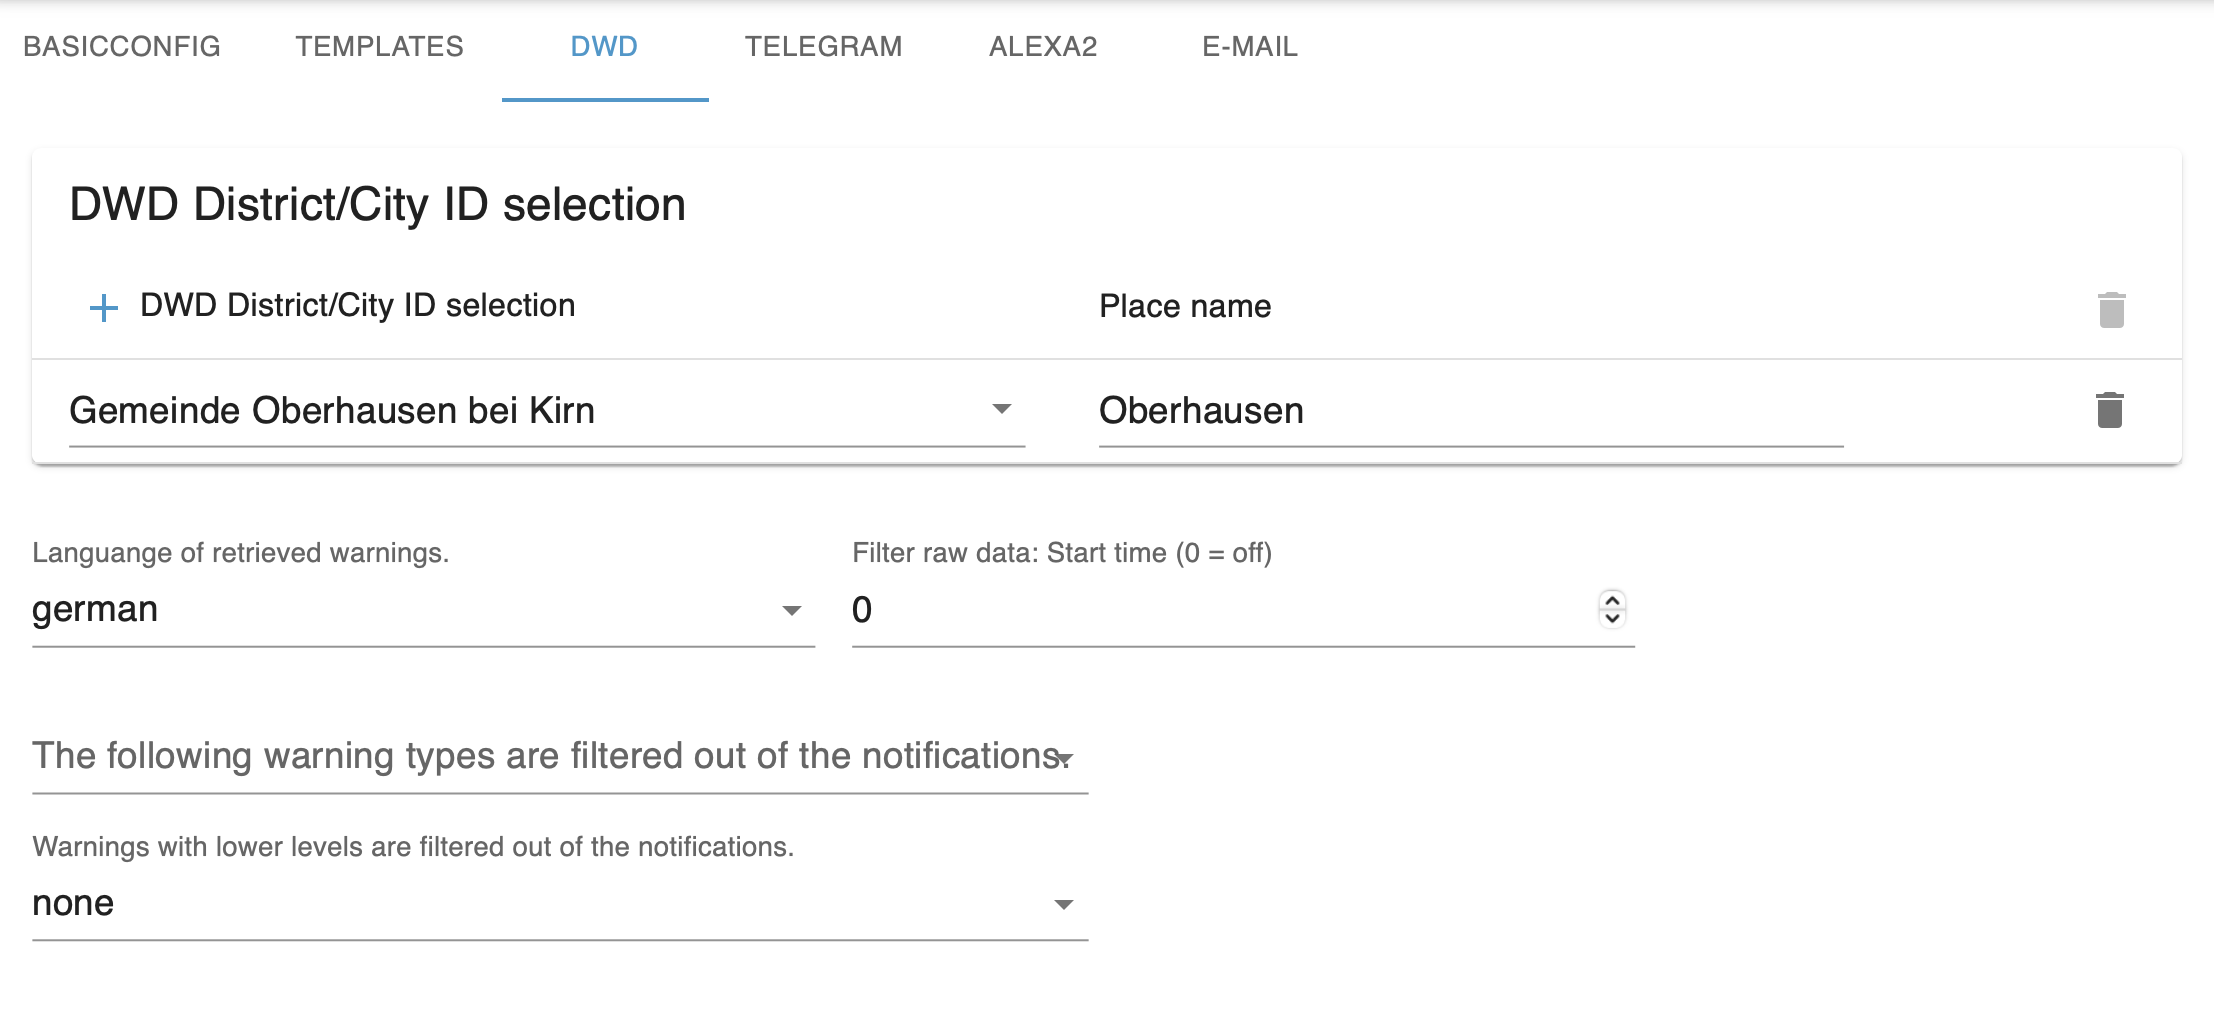 BASICCONFIG TEMPLATES DWD TELEGRAM ALEXA2 E-MAIL
DWD District/City ID selection
+ DWD District/City ID selection Place name
Gemeinde Oberhausen bei Kirn Oberhausen
Languange of retrieved warnings. Filter raw data: Start time (0 = off)
german 0
The following warning types are filtered out of the notifications.
Warnings with lower levels are filtered out of the notifications.
none